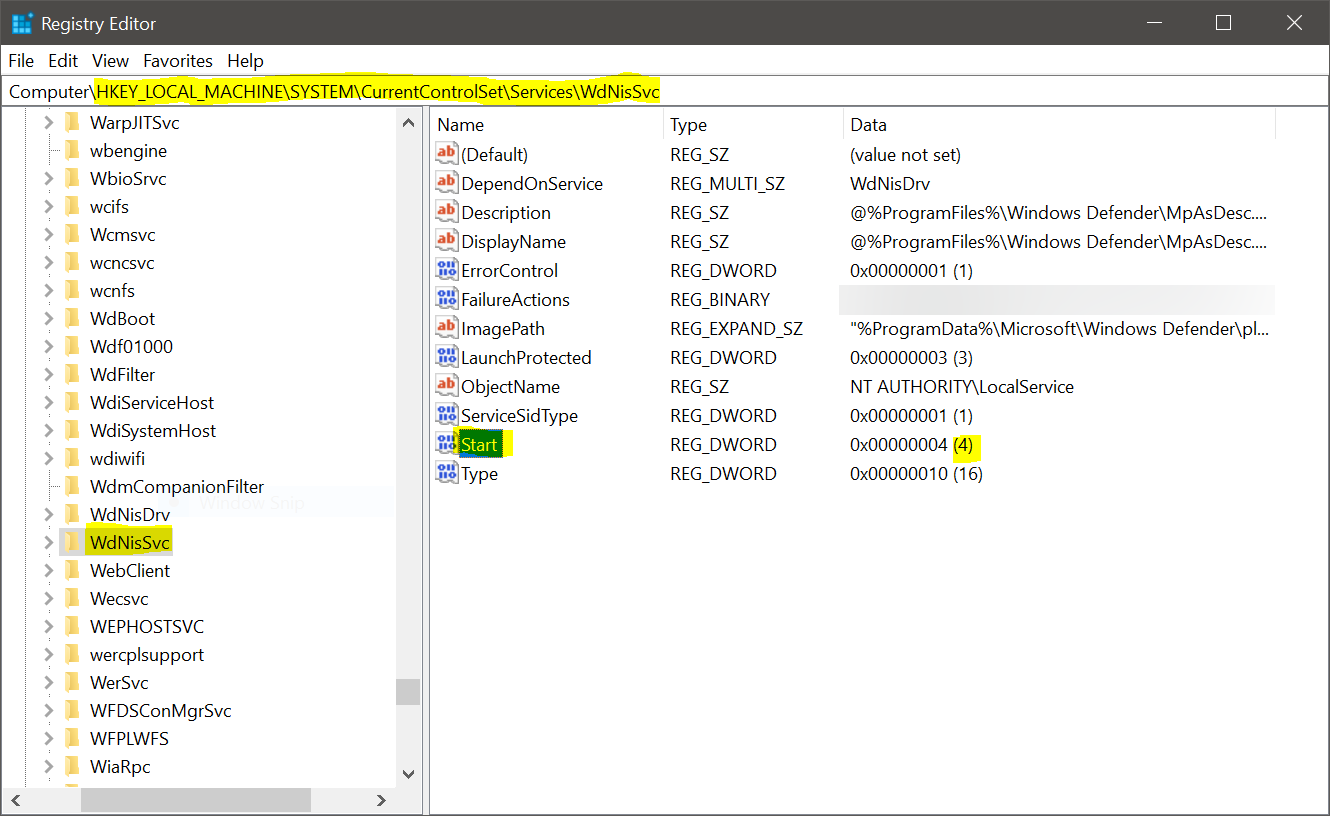 Registry Editor
File Edit View Favorites Help
Computer\HKEY_LOCAL_MACHINE\SYSTEM\CurrentControlSet\Services\WdNisSvc
WarpJITSvc
wbengine
WbioSrvc
wcifs
Wcmsvc
wcncsvc
wcnfs
WdBoot
Wdf01000
WdFilter
WdiServiceHost
WdiSystemHost
wdiwifi
WdmCompanionFilter
Window Snip
WdNisDrv
WdNisSvc
WebClient
Wecsvc
WEPHOSTSVC
wercplsupport
WerSvc
WFDSConMgrSvc
WFPLWFS
WiaRpc
Name Type Data
(Default) REG_SZ (value not set)
DependOnService REG_MULTI_SZ WdNisDrv
Description REG_SZ @%ProgramFiles%\Windows Defender\MpAsDesc....
DisplayName REG_SZ @%ProgramFiles%\Windows Defender\MpAsDesc....
ErrorControl REG_DWORD 0x00000001 (1)
FailureActions REG_BINARY
ImagePath REG_EXPAND_SZ "%ProgramData%\Microsoft\Windows Defender\pl...
LaunchProtected REG_DWORD 0x00000003 (3)
ObjectName REG_SZ NT AUTHORITY\LocalService
ServiceSidType REG_DWORD 0x00000001 (1)
Start REG_DWORD 0x00000004 (4)
Type REG_DWORD 0x00000010 (16)